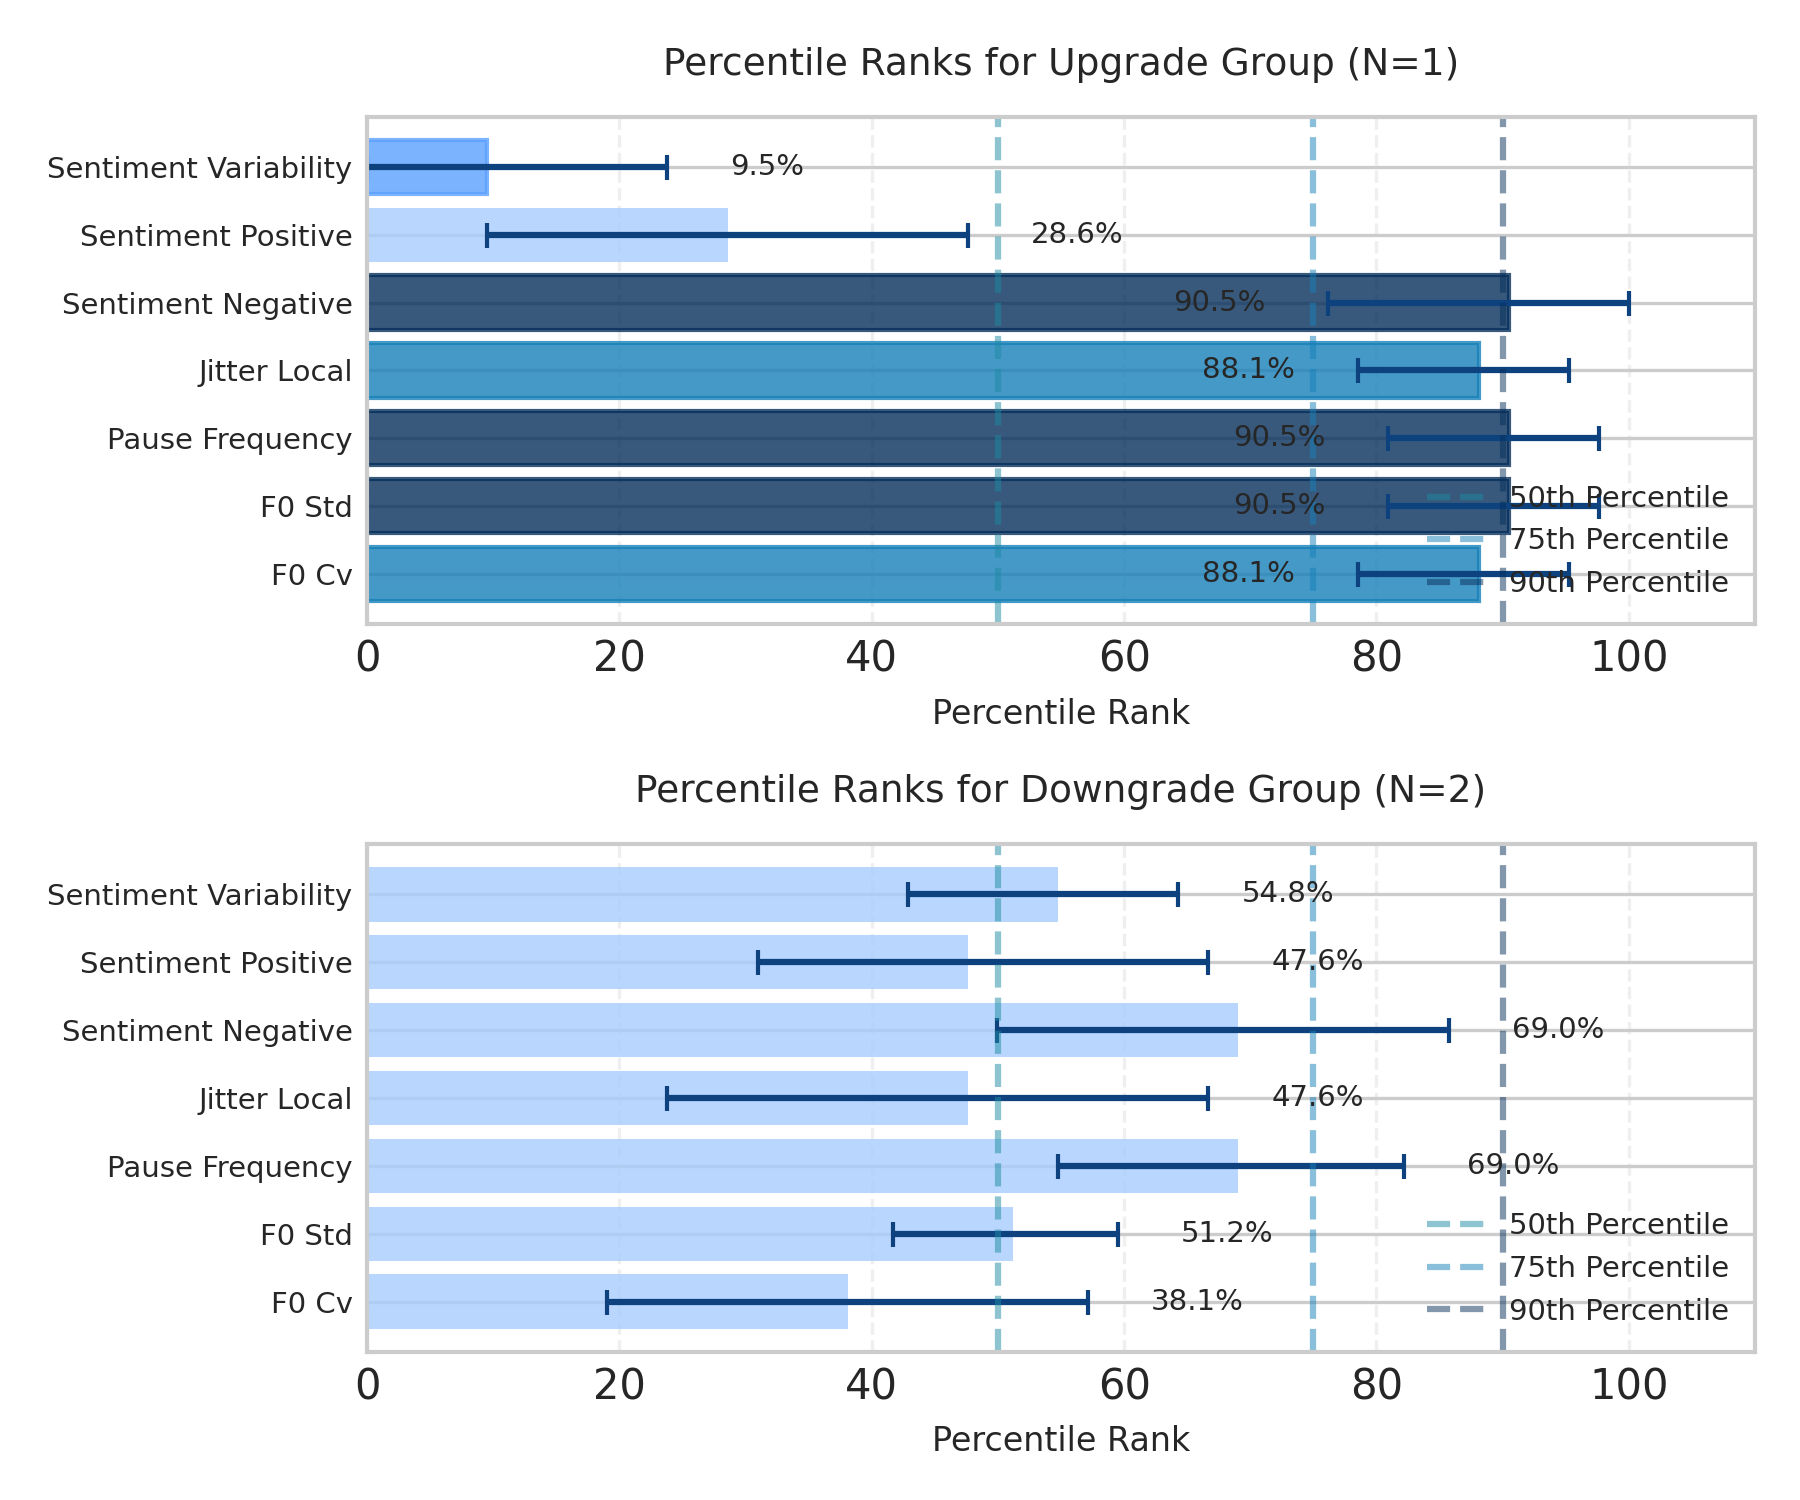 Percentile Ranks for Upgrade Group (N=1)
Sentiment Variability
9.5%
Sentiment Positive
28.6%
Sentiment Negative
90.5%
Jitter Local
88.1%
Pause Frequency
90.5%
F0 Std
90.5%
50th Percentile
75th Percentile
F0 Cv
88.1%
90th Percentile
0 20 40 60 80 100
Percentile Rank
Percentile Ranks for Downgrade Group (N=2)
Sentiment Variability
54.8%
Sentiment Positive
47.6%
Sentiment Negative
69.0%
Jitter Local
47.6%
Pause Frequency
69.0%
F0 Std
51.2%
50th Percentile
75th Percentile
F0 Cv
38.1%
90th Percentile
0 20 40 60 80 100
Percentile Rank